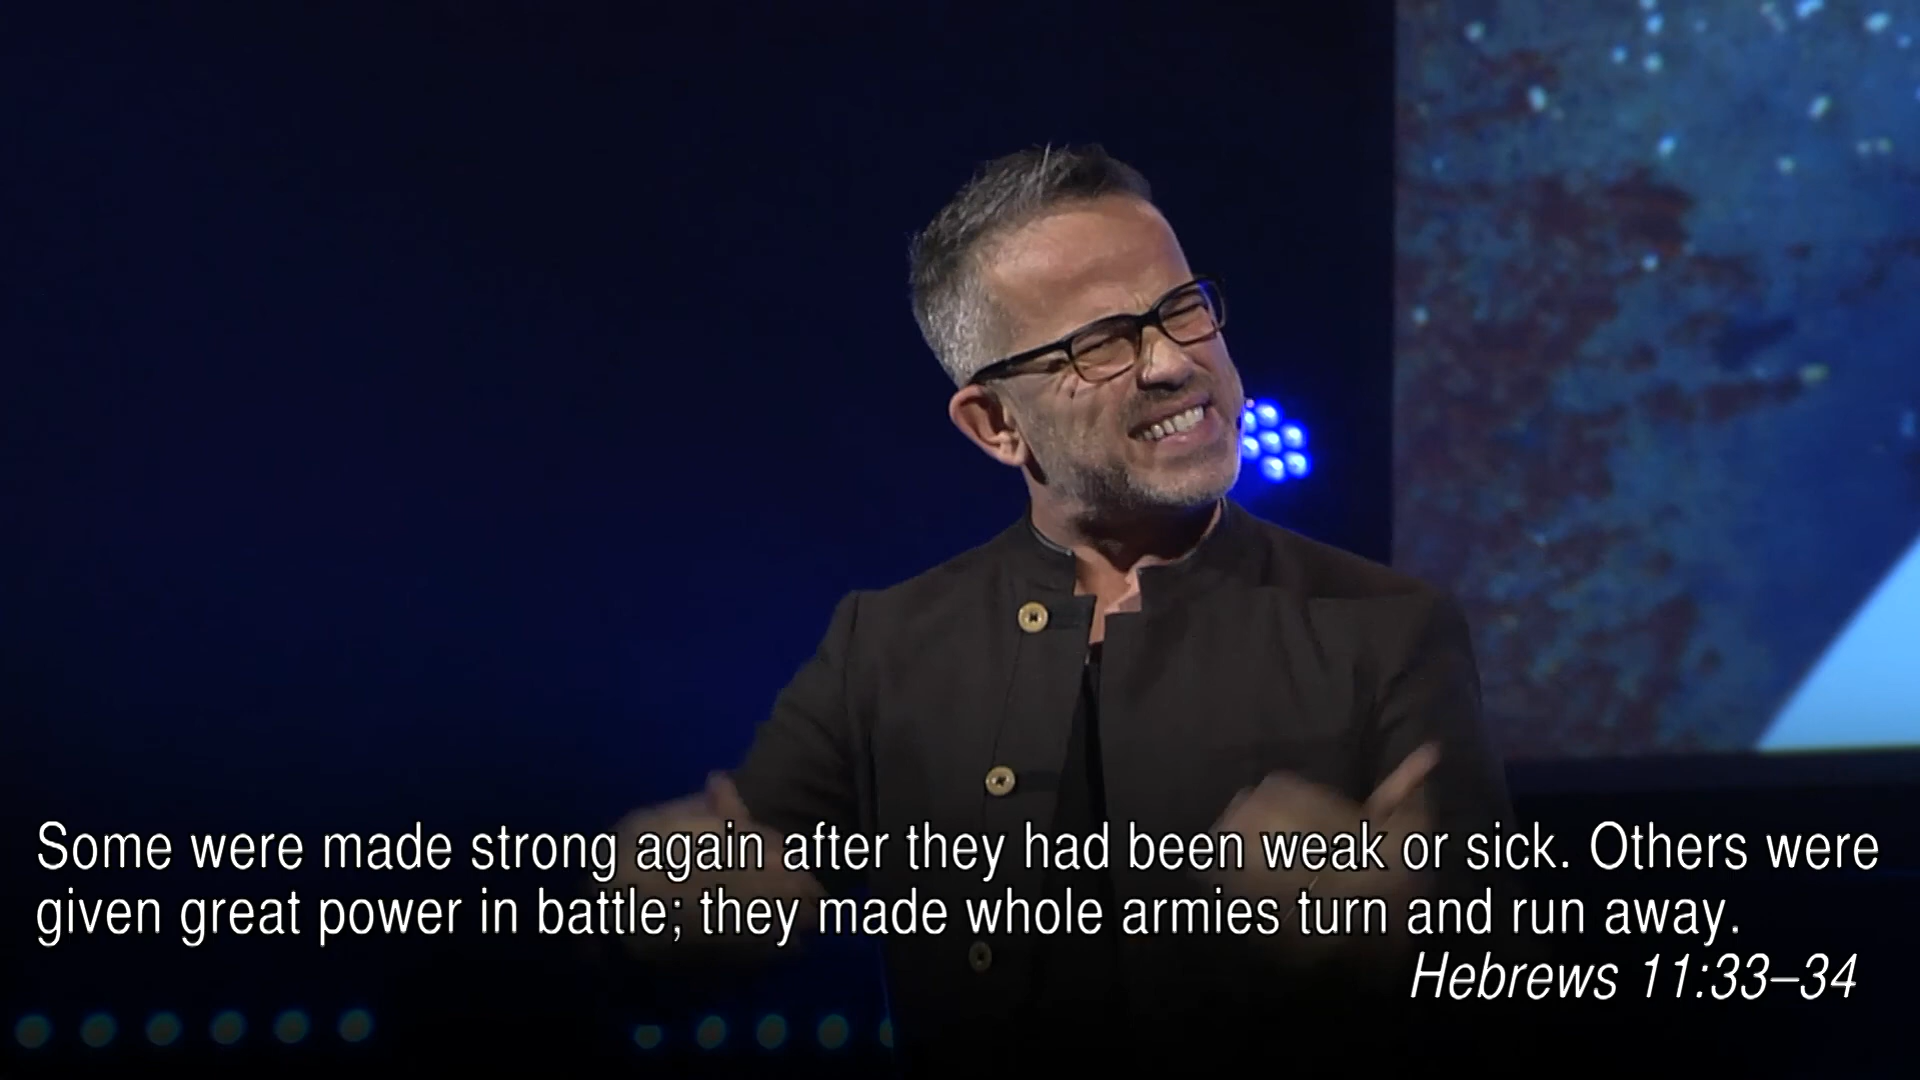 Some were made strong again after they had been weak or sick. Others were
given great power in battle; they made whole armies turn and run away.
Hebrews 11:33–34